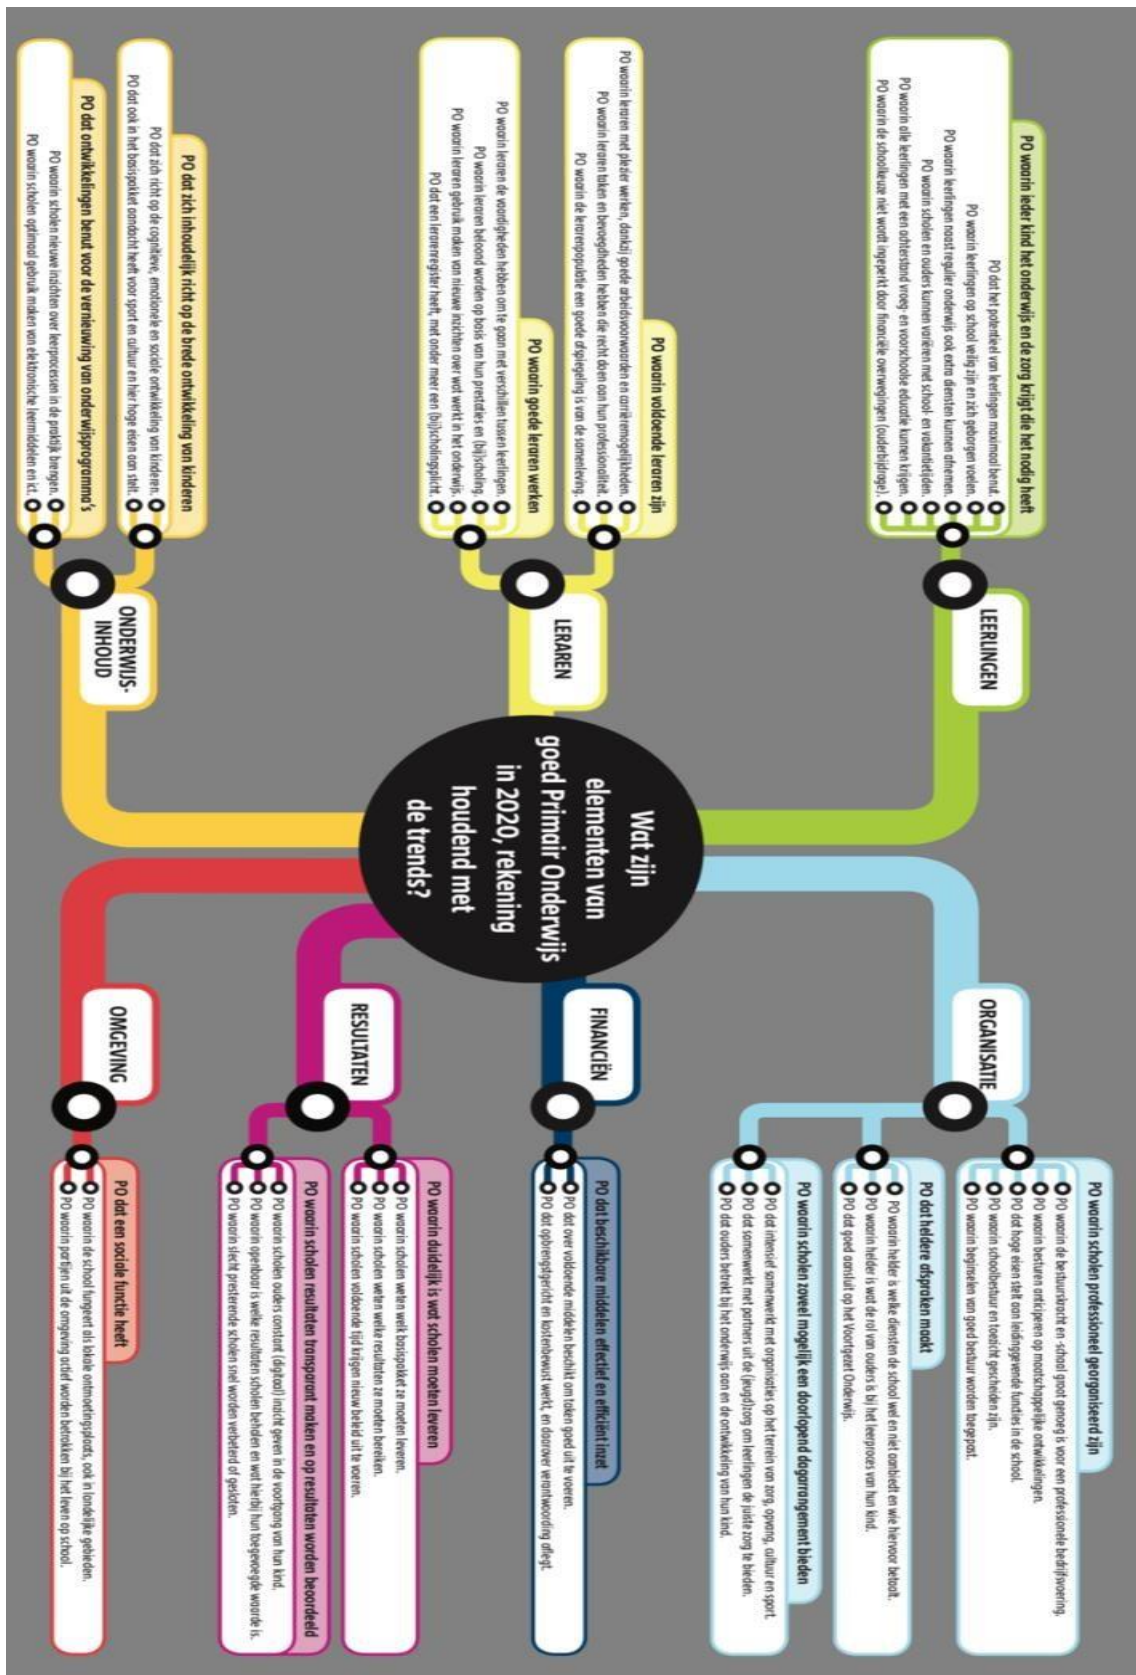 Wat zijn
elementen van
goed Primair Onderwijs
in 2020, rekening
houdend met
de trends?
LEERLINGEN
PO waarin ieder kind het onderwijs en de zorg krijgt die het nodig heeft
PO dat het potentieel van leerlingen maximaal benut.
PO waarin leerlingen op school veilig zijn en zich geborgen voelen.
PO waarin leerlingen naast regulier onderwijs ook extra diensten kunnen afnemen.
PO waarin scholen en ouders kunnen variëren met school- en vakantietijden.
PO waarin alle leerlingen met een achterstand vroeg- en voorschoolse educatie kunnen krijgen.
PO waarin de schoolkeuze niet wordt ingeperkt door financiële overwegingen (ouderbijdrage).
LERAREN
PO waarin voldoende leraren zijn
PO waarin leraren met plezier werken, dankzij goede arbeidsvoorwaarden en carrièremogelijkheden.
PO waarin leraren taken en bevoegdheden hebben die recht doen aan hun professionaliteit.
PO waarin de lerarenpopulatie een goede afspiegeling is van de samenleving.
PO waarin goede leraren werken
PO waarin leraren de vaardigheden hebben om te gaan met verschillen tussen leerlingen.
PO waarin leraren beloond worden op basis van hun prestaties en (bij)scholing.
PO waarin leraren gebruik maken van nieuwe inzichten over wat werkt in het onderwijs.
PO dat een lerarenregister heeft, met onder meer een (bij)scholingsplicht.
ONDERWIJS-
INHOUD
PO dat zich inhoudelijk richt op de brede ontwikkeling van kinderen
PO dat zich richt op de cognitieve, emotionele en sociale ontwikkeling van kinderen.
PO dat ook in het basispakket aandacht heeft voor sport en cultuur en hier hoge eisen aan stelt.
PO dat ontwikkelingen benut voor de vernieuwing van onderwijsprogramma's
PO waarin scholen nieuwe inzichten over leerprocessen in de praktijk brengen.
PO waarin scholen optimaal gebruik maken van elektronische leermiddelen en ict.
ORGANISATIE
PO waarin scholen professioneel georganiseerd zijn
PO waarin de bestuurskracht en -schaal groot genoeg is voor een professionele bedrijfsvoering.
PO waarin besturen anticiperen op maatschappelijke ontwikkelingen.
PO dat hoge eisen stelt aan leidinggevende functies in de school.
PO waarin schoolbestuur en toezicht gescheiden zijn.
PO waarin beginselen van goed bestuur worden toegepast.
PO dat heldere afspraken maakt
PO waarin helder is welke diensten de school wel en niet aanbiedt en wie hiervoor betaalt.
PO waarin helder is wat de rol van ouders is bij het leerproces van hun kind.
PO dat goed aansluit op het Voortgezet Onderwijs.
PO waarin scholen zoveel mogelijk een doorlopend dagarrangement bieden
PO dat intensief samenwerkt met organisaties op het terrein van zorg, opvang, cultuur en sport.
PO dat samenwerkt met partners uit de (jeugd)zorg om leerlingen de juiste zorg te bieden.
PO dat ouders betrekt bij het onderwijs aan en de ontwikkeling van hun kind.
FINANCIËN
PO dat beschikbare middelen effectief en efficiënt inzet
PO dat over voldoende middelen beschikt om taken goed uit te voeren.
PO dat opbrengstgericht en kostenbewust werkt, en daarover verantwoording aflegt.
RESULTATEN
PO waarin duidelijk is wat scholen moeten leveren
PO waarin scholen weten welk basispakket ze moeten leveren.
PO waarin scholen weten welke resultaten ze moeten bereiken.
PO waarin scholen voldoende tijd krijgen nieuw beleid uit te voeren.
PO waarin scholen resultaten transparant maken en op resultaten worden beoordeeld
PO waarin scholen ouders constant (digitaal) inzicht geven in de voortgang van hun kind.
PO waarin openbaar is welke resultaten scholen behalen en wat hierbij hun toegevoegde waarde is.
PO waarin slecht presterende scholen snel worden verbeterd of gesloten.
OMGEVING
PO dat een sociale functie heeft
PO waarin de school fungeert als lokale ontmoetingsplaats, ook in landelijke gebieden.
PO waarin partijen uit de omgeving actief worden betrokken bij het leven op school.